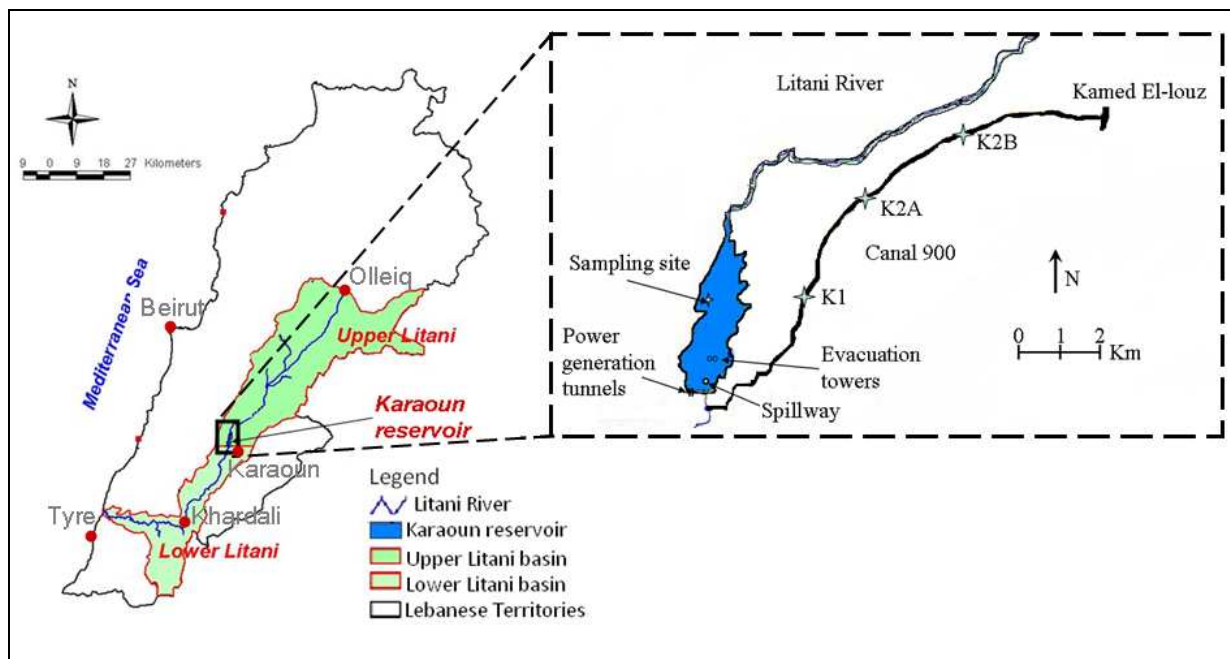 N
9 0 9 18 27 Kilometers
Mediterranean Sea
Beirut
Olleiq
Upper Litani
Karaoun
reservoir
Karaoun
Tyre
Khardali
Lower Litani
Legend
Litani River
Karaoun reservoir
Upper Litani basin
Lower Litani basin
Lebanese Territories
Litani River
Kamed El-louz
K2B
K2A
Canal 900
Sampling site
K1
N
0 1 2
Km
Power
generation
tunnels
Evacuation
towers
Spillway